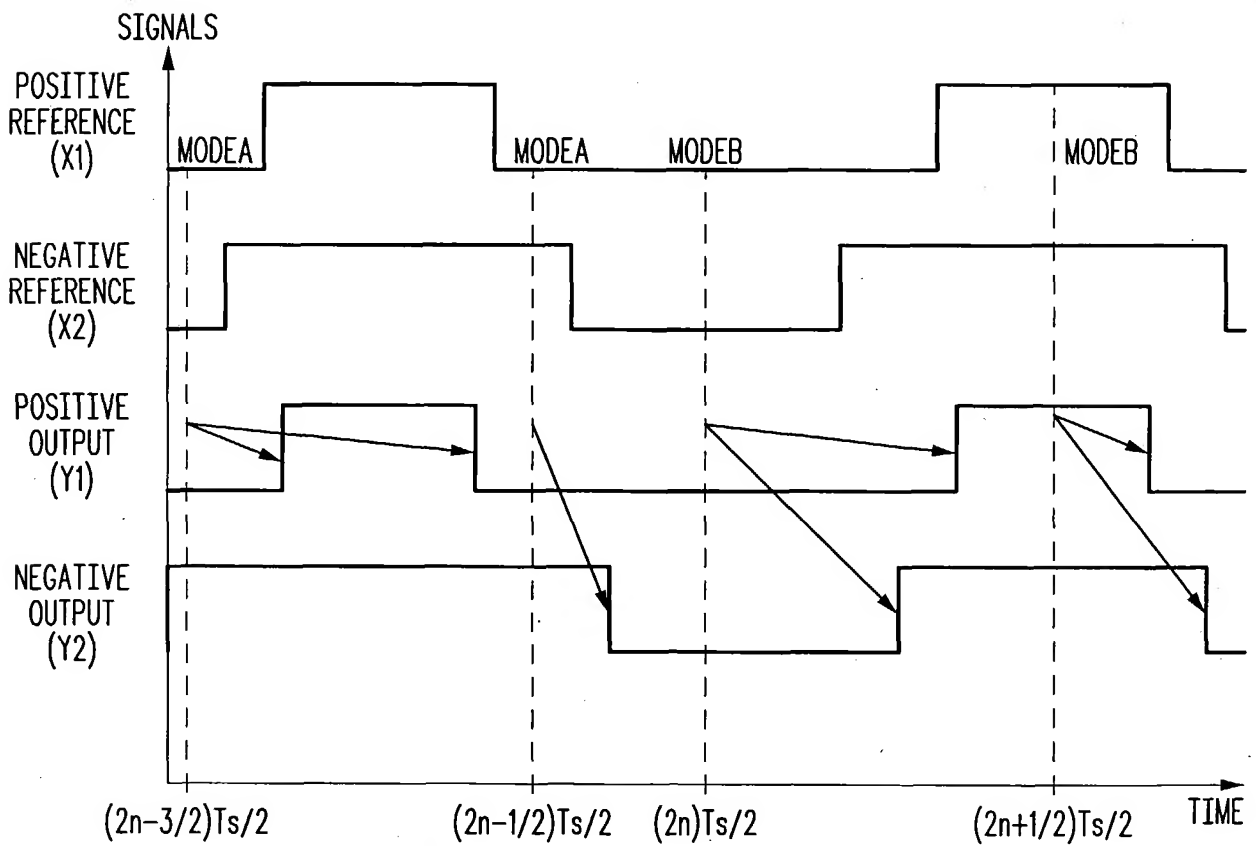 SIGNALS
POSITIVE
REFERENCE
(X1)
MODEA
MODEA
MODEB
MODEB
NEGATIVE
REFERENCE
(X2)
POSITIVE
OUTPUT
(Y1)
NEGATIVE
OUTPUT
(Y2)
(2n-3/2)Ts/2
(2n-1/2)Ts/2
(2n)Ts/2
(2n+1/2)Ts/2
TIME